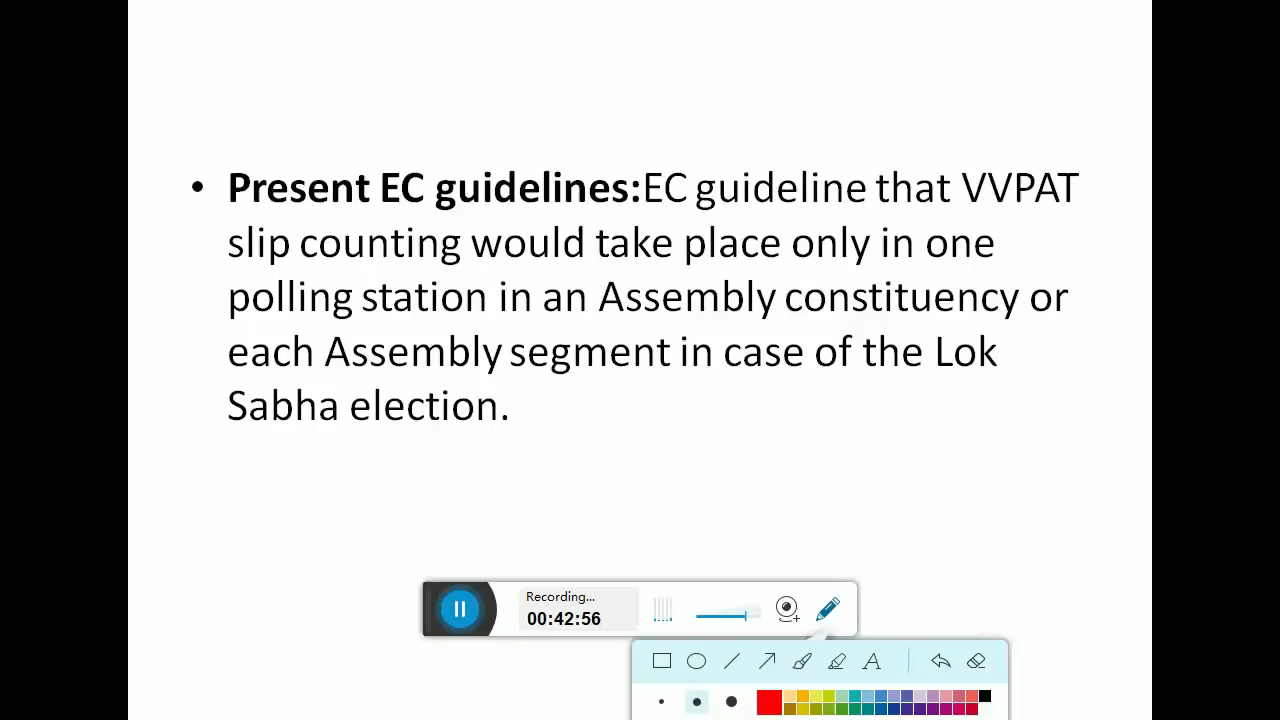 • Present EC guidelines:EC guideline that VVPAT
slip counting would take place only in one
polling station in an Assembly constituency or
each Assembly segment in case of the Lok
Sabha election.
Recording...
00:42:56
A